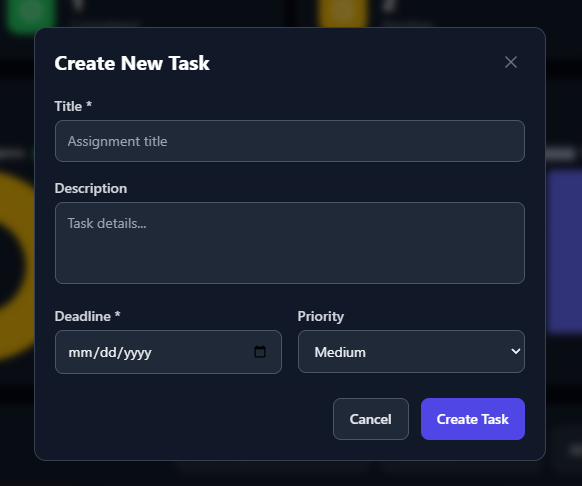 Create New Task
Title *
Assignment title
Description
Task details...
Deadline * Priority
mm/dd/yyyy Medium
Cancel Create Task